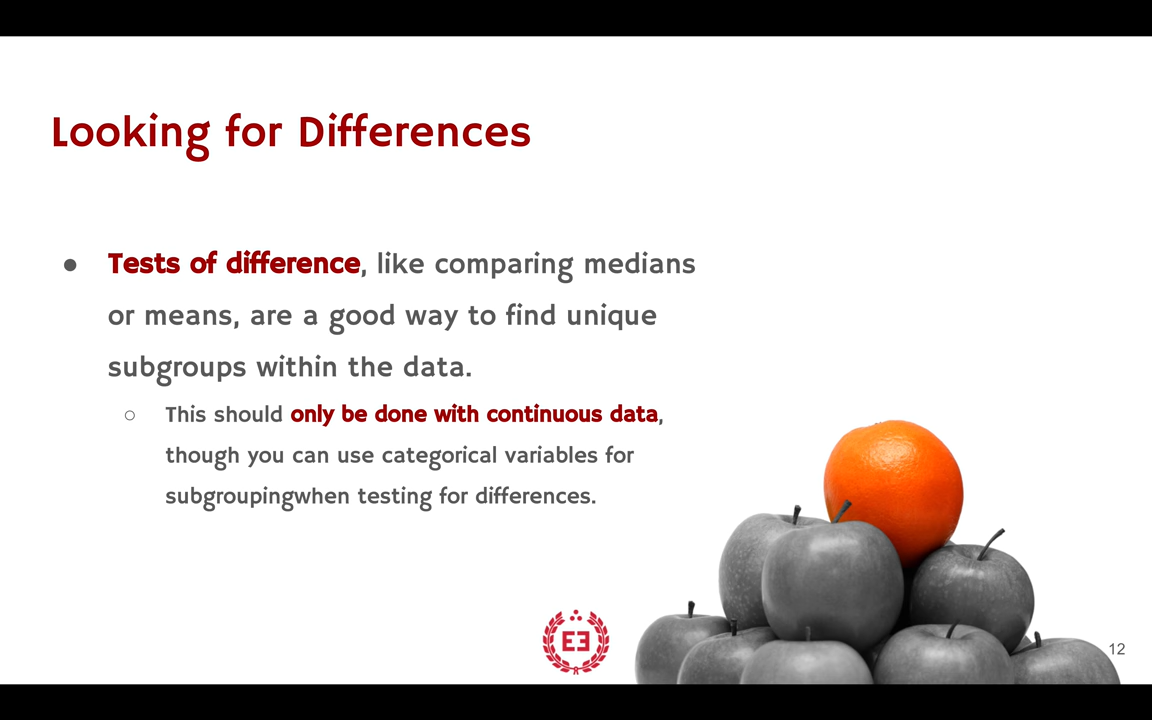 Looking for Differences
● Tests of difference, like comparing medians
or means, are a good way to find unique
subgroups within the data.
○ This should only be done with continuous data,
though you can use categorical variables for
subgroupingwhen testing for differences.
EE
12